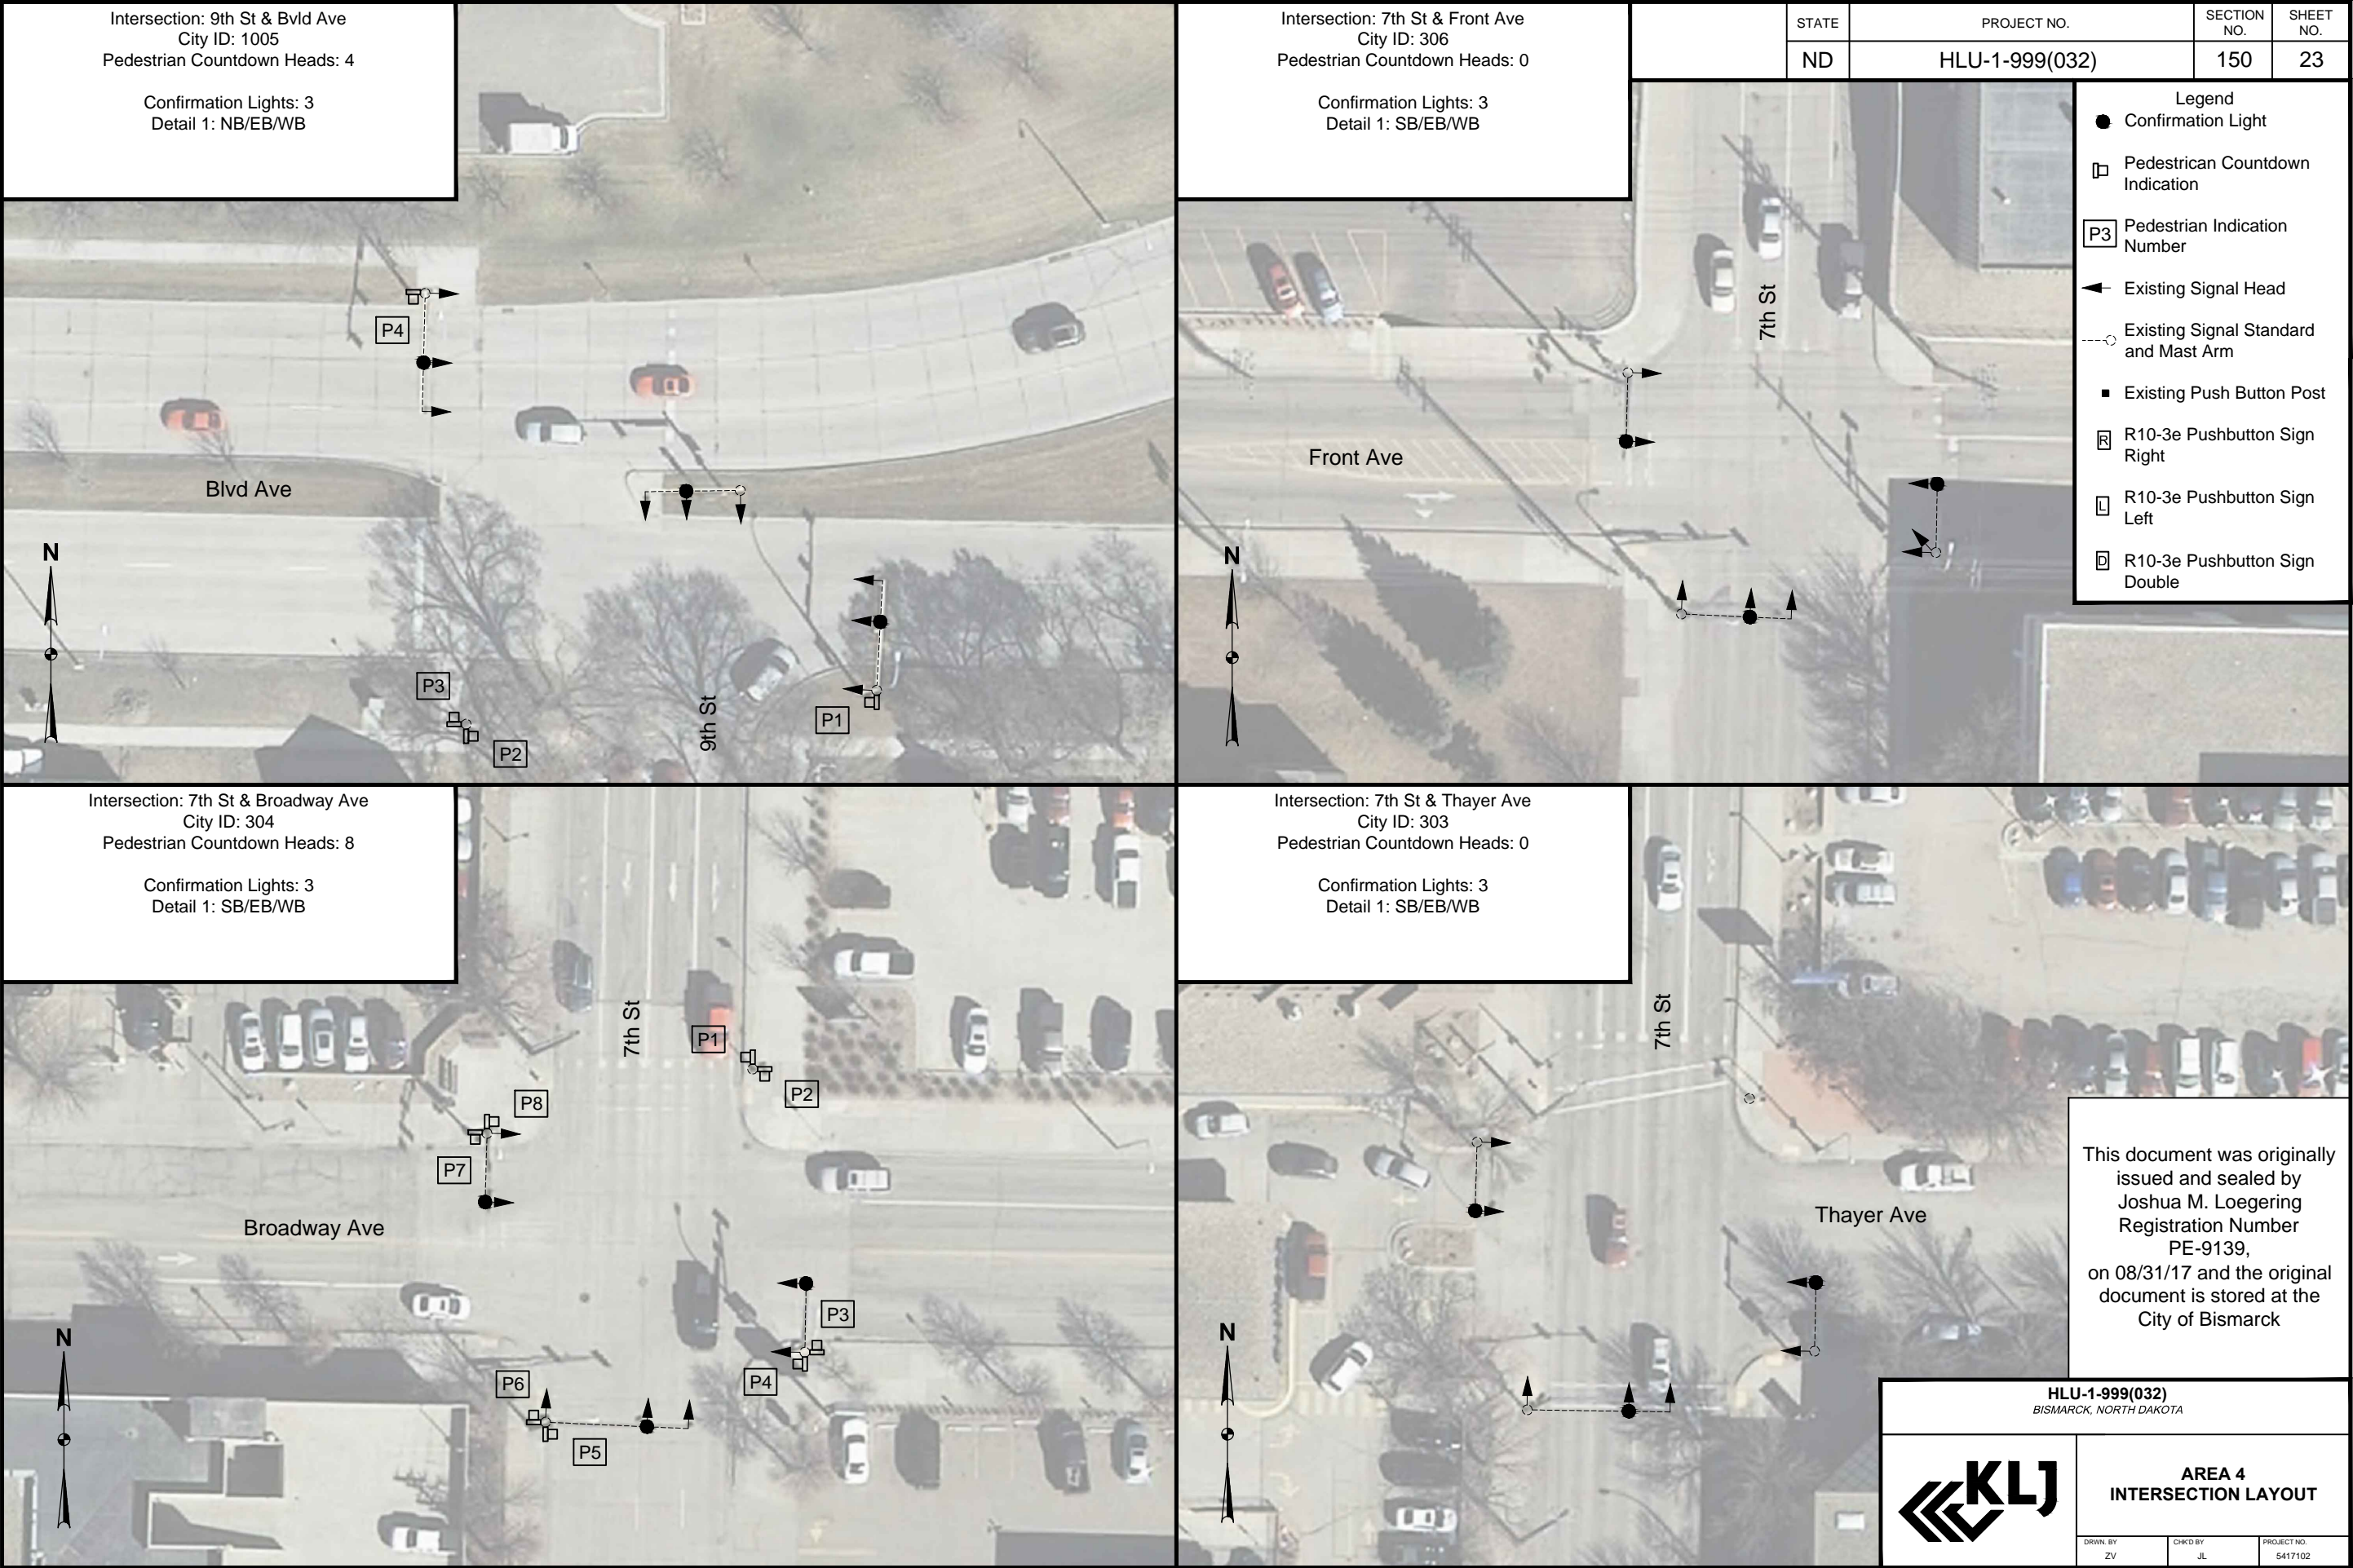 Intersection: 9th St & Bvld Ave
City ID: 1005
Pedestrian Countdown Heads: 4
Confirmation Lights: 3
Detail 1: NB/EB/WB
P4
Blvd Ave
N
P3
P2
9th St
P1
Intersection: 7th St & Front Ave
City ID: 306
Pedestrian Countdown Heads: 0
Confirmation Lights: 3
Detail 1: SB/EB/WB
7th St
Front Ave
N
STATE
PROJECT NO.
SECTION NO.
SHEET NO.
ND
HLU-1-999(032)
150
23
Legend
Confirmation Light
Pedestrican Countdown
Indication
P3
Pedestrian Indication
Number
Existing Signal Head
Existing Signal Standard
and Mast Arm
Existing Push Button Post
R
R10-3e Pushbutton Sign
Right
L
R10-3e Pushbutton Sign
Left
D
R10-3e Pushbutton Sign
Double
Intersection: 7th St & Broadway Ave
City ID: 304
Pedestrian Countdown Heads: 8
Confirmation Lights: 3
Detail 1: SB/EB/WB
7th St
P1
P2
P8
P7
Broadway Ave
P3
P4
N
P6
P5
Intersection: 7th St & Thayer Ave
City ID: 303
Pedestrian Countdown Heads: 0
Confirmation Lights: 3
Detail 1: SB/EB/WB
7th St
Thayer Ave
N
This document was originally
issued and sealed by
Joshua M. Loegering
Registration Number
PE-9139,
on 08/31/17 and the original
document is stored at the
City of Bismarck
HLU-1-999(032)
BISMARCK, NORTH DAKOTA
KLJ
AREA 4
INTERSECTION LAYOUT
DRWN. BY
ZV
CHK'D BY
JL
PROJECT NO.
5417102